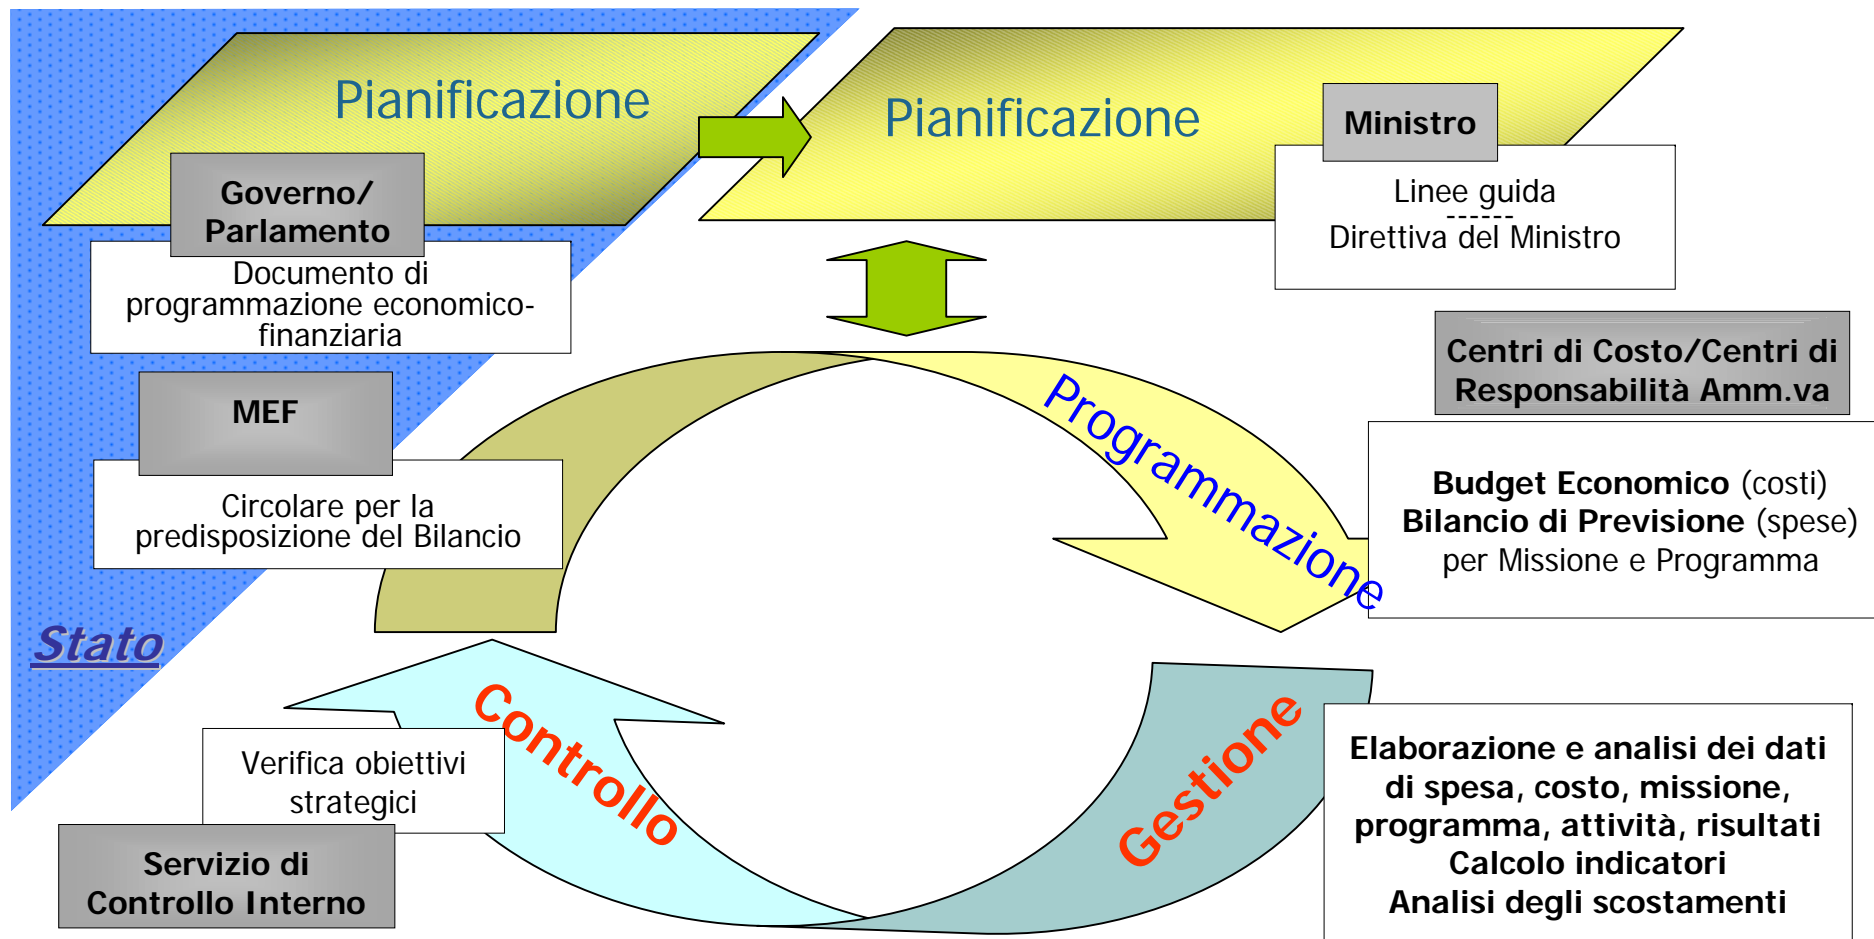 Pianificazione
Pianificazione
Ministro
Linee guida
------
Direttiva del Ministro
Governo/
Parlamento
Documento di
programmazione economico-
finanziaria
Centri di Costo/Centri di
Responsabilità Amm.va
MEF
Circolare per la
predisposizione del Bilancio
Programmazione
Budget Economico (costi)
Bilancio di Previsione (spese)
per Missione e Programma
Stato
Controllo
Gestione
Verifica obiettivi
strategici
Servizio di
Controllo Interno
Elaborazione e analisi dei dati
di spesa, costo, missione,
programma, attività, risultati
Calcolo indicatori
Analisi degli scostamenti